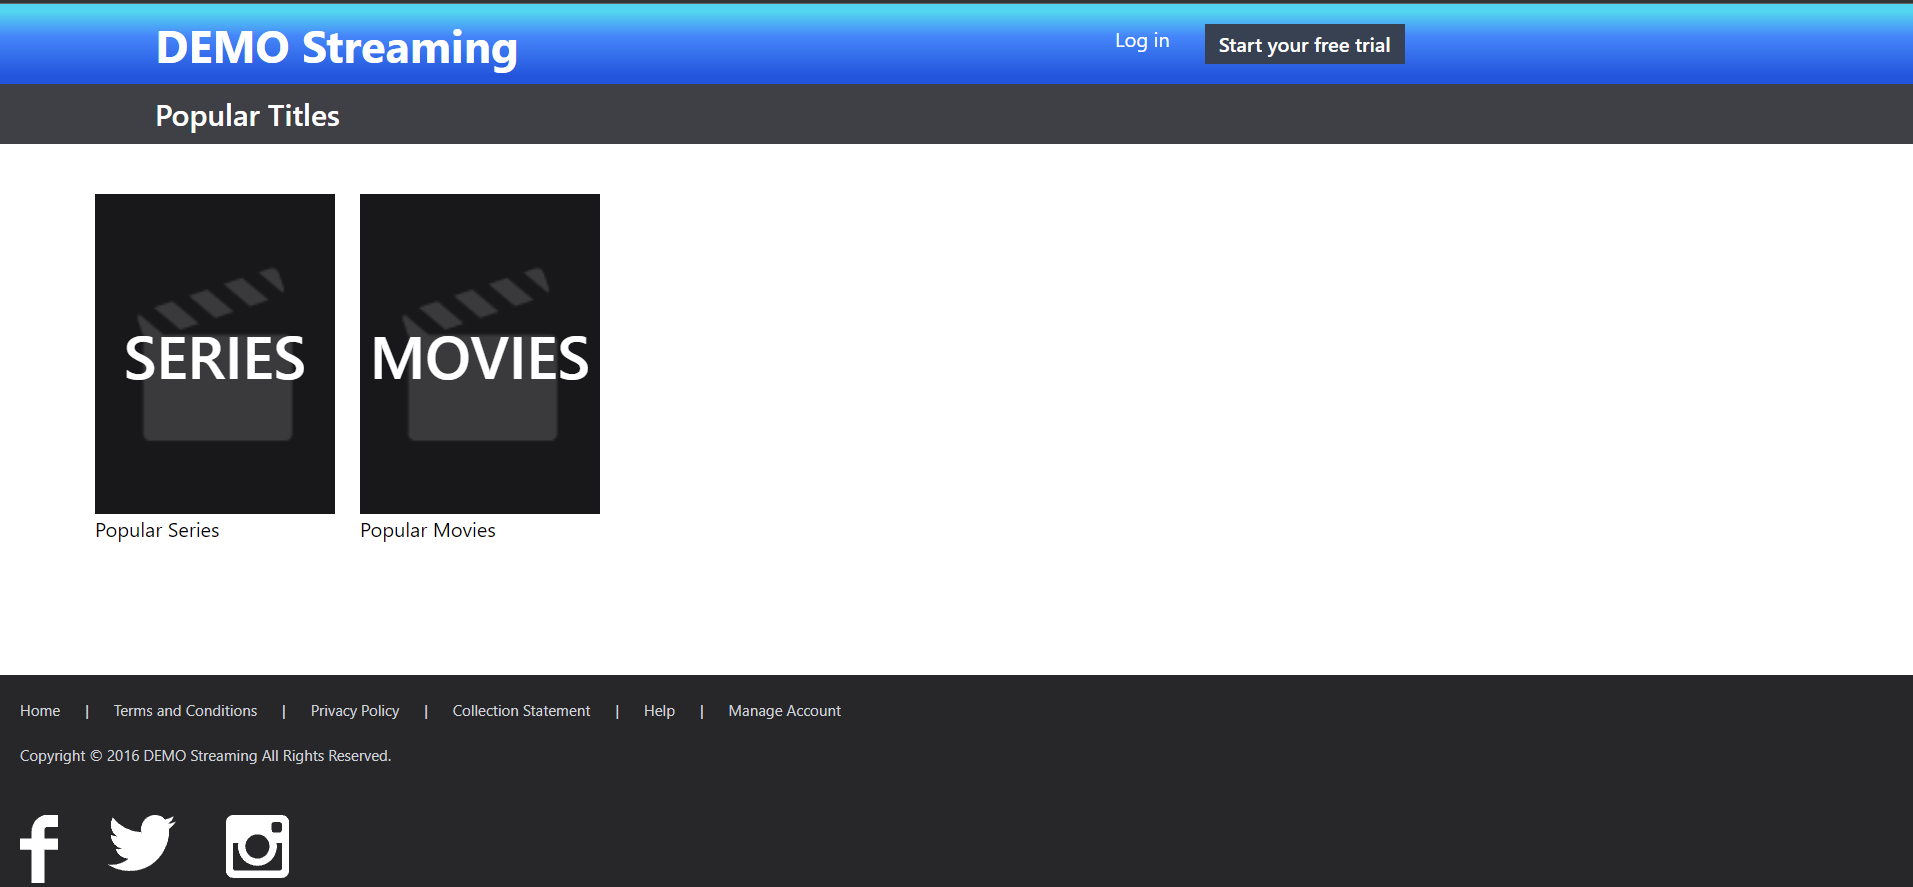 DEMO Streaming
Log in
Start your free trial
Popular Titles
SERIES
MOVIES
Popular Series
Popular Movies
Home | Terms and Conditions | Privacy Policy | Collection Statement | Help | Manage Account
Copyright © 2016 DEMO Streaming All Rights Reserved.